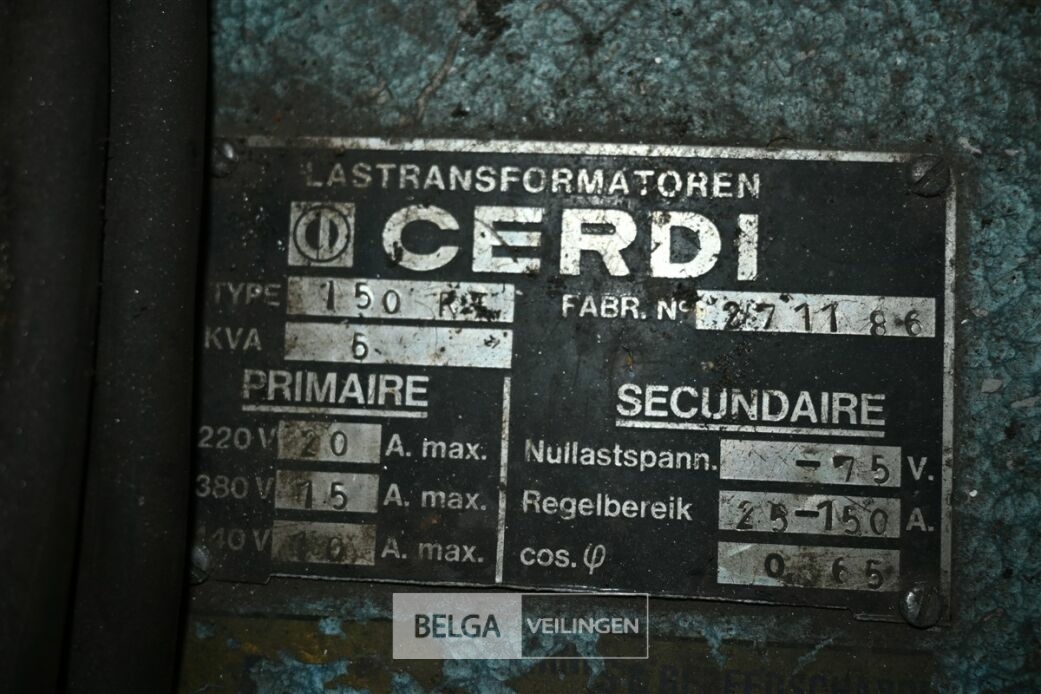 LASTRANSFORMATOREN
CERDI
TYPE 150
FABR. Nº 271186
KVA 6
PRIMAIRE
220 V 20 A. max.
380 V 15 A. max.
A. max.
SECUNDAIRE
Nullastspann. -75 V.
Regelbereik 25-150 A.
cos. φ 0 65
BELGA VEILINGEN